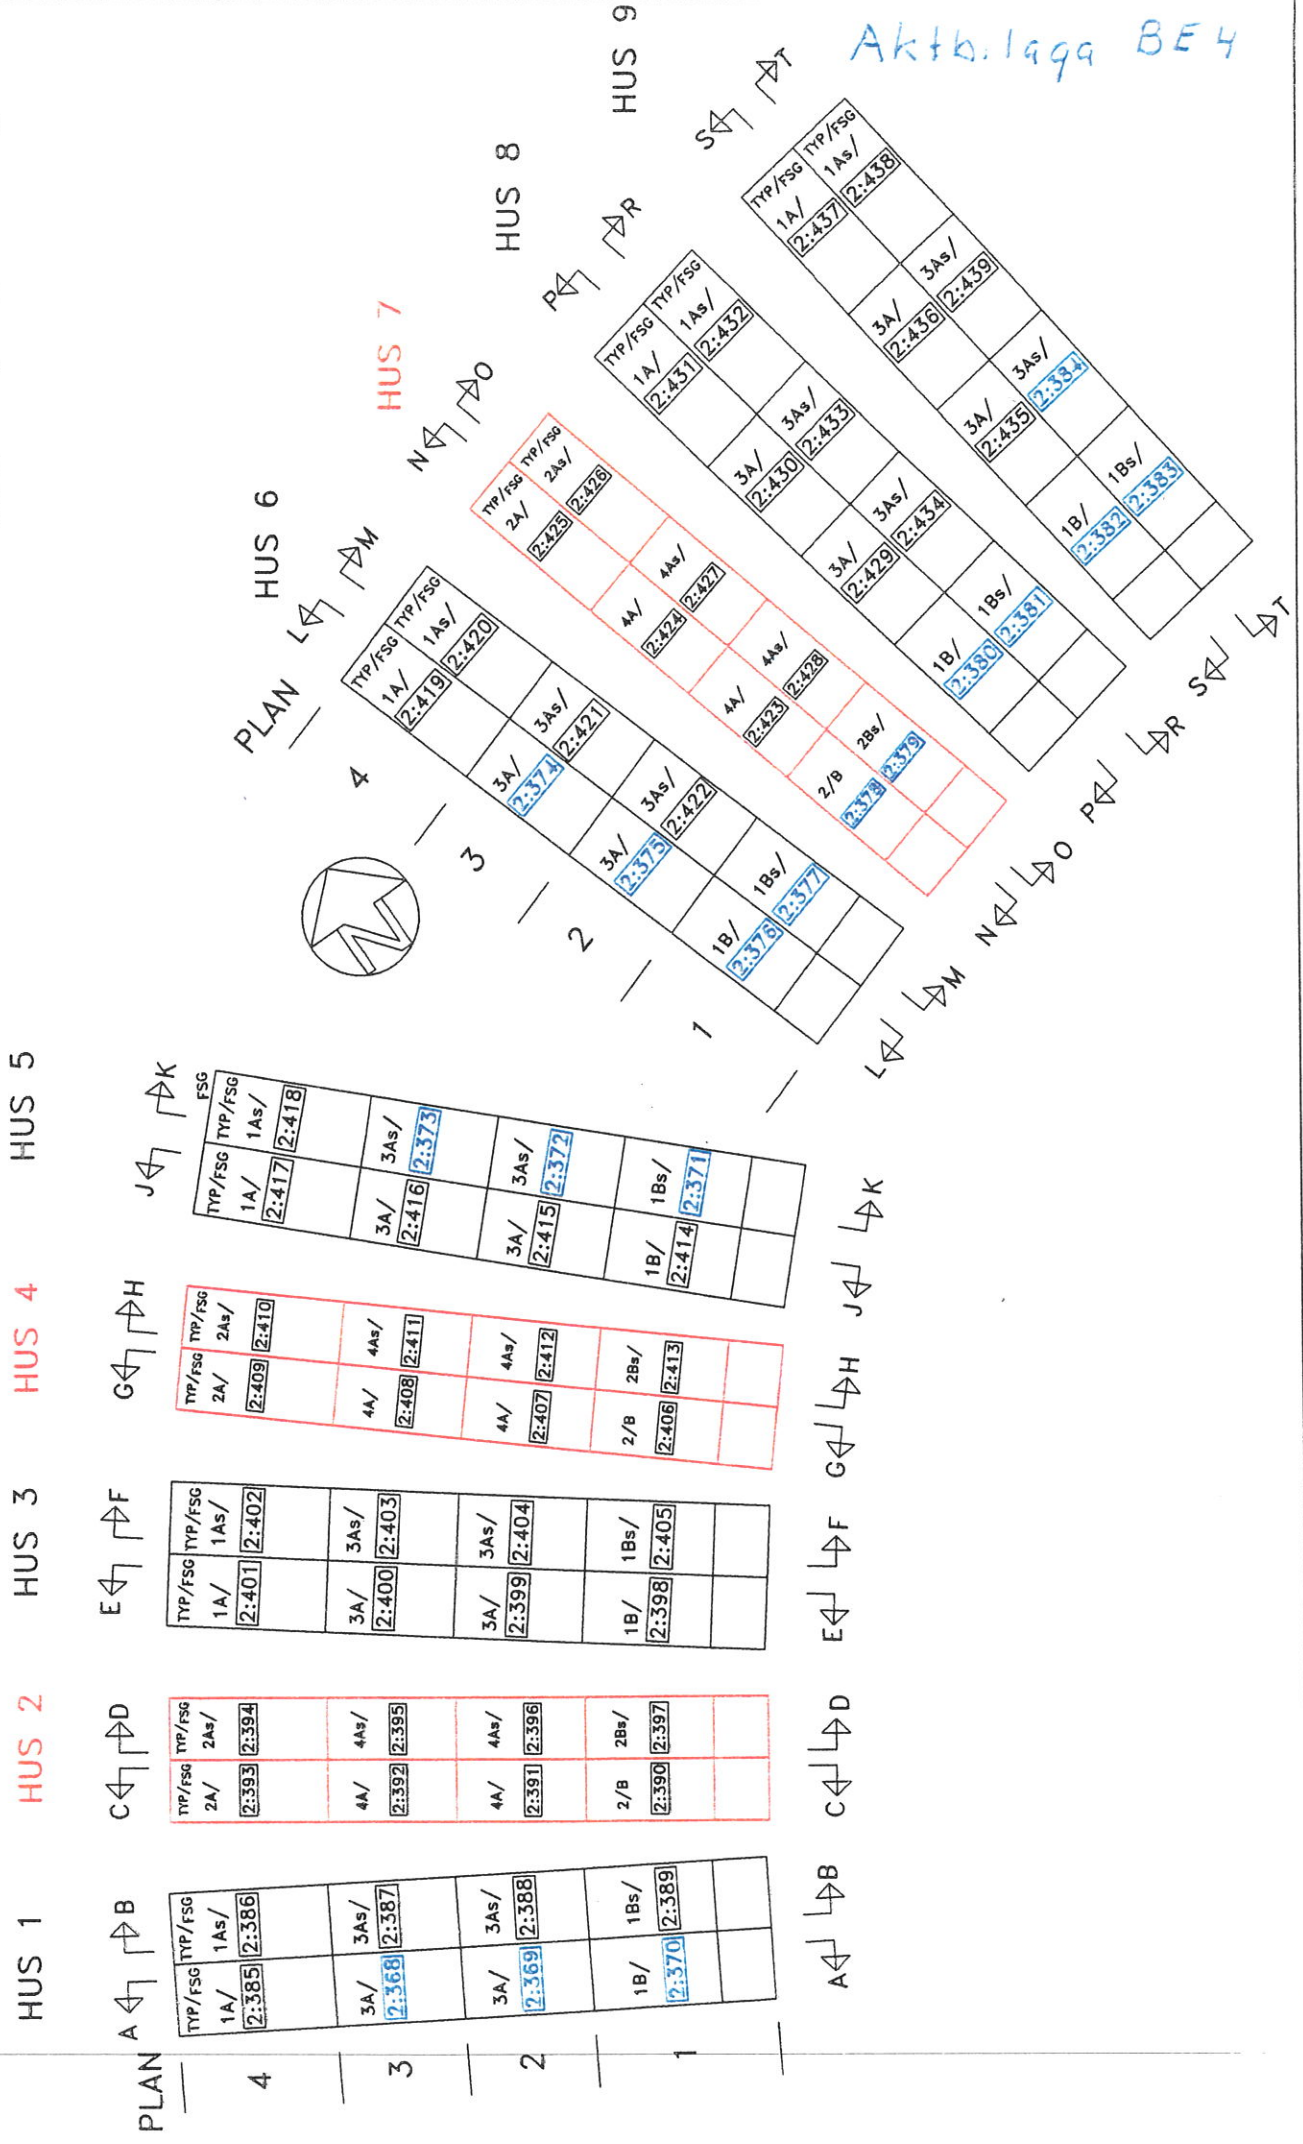 Aktb.laga BE4
HUS 1
A B
PLAN
4
3
2
1
TYP/FSG TYP/FSG
1A/ 1As/
2:385 2:386
3A/ 3As/
2:368 2:387
3A/ 3As/
2:369 2:388
1B/ 1Bs/
2:370 2:389
A B
HUS 2
C D
TYP/FSG TYP/FSG
2A/ 2As/
2:393 2:394
4A/ 4As/
2:392 2:395
4A/ 4As/
2:391 2:396
2/B 2Bs/
2:390 2:397
C D
HUS 3
E F
TYP/FSG TYP/FSG
1A/ 1As/
2:401 2:402
3A/ 3As/
2:400 2:403
3A/ 3As/
2:399 2:404
1B/ 1Bs/
2:398 2:405
E F
HUS 4
G H
TYP/FSG TYP/FSG
2A/ 2As/
2:409 2:410
4A/ 4As/
2:408 2:411
4A/ 4As/
2:407 2:412
2/B 2Bs/
2:406 2:413
G H
HUS 5
J K
FSG
TYP/FSG TYP/FSG
1A/ 1As/
2:417 2:418
3A/ 3As/
2:416 2:373
3A/ 3As/
2:415 2:372
1B/ 1Bs/
2:414 2:371
J K
N
PLAN
4
3
2
1
HUS 6
L M
TYP/FSG TYP/FSG
1A/ 1As/
2:419 2:420
3A/ 3As/
2:374 2:421
3A/ 3As/
2:375 2:422
1B/ 1Bs/
2:376 2:377
L M
HUS 7
N O
TYP/FSG TYP/FSG
2A/ 2As/
2:425 2:426
4A/ 4As/
2:424 2:427
4A/ 4As/
2:423 2:428
2/B 2Bs/
2:378 2:379
N O
HUS 8
P R
TYP/FSG TYP/FSG
1A/ 1As/
2:431 2:432
3A/ 3As/
2:430 2:433
3A/ 3As/
2:429 2:434
1B/ 1Bs/
2:380 2:381
P R
HUS 9
S T
TYP/FSG TYP/FSG
1A/ 1As/
2:437 2:438
3A/ 3As/
2:436 2:439
3A/ 3As/
2:435 2:384
1B/ 1Bs/
2:382 2:383
S T